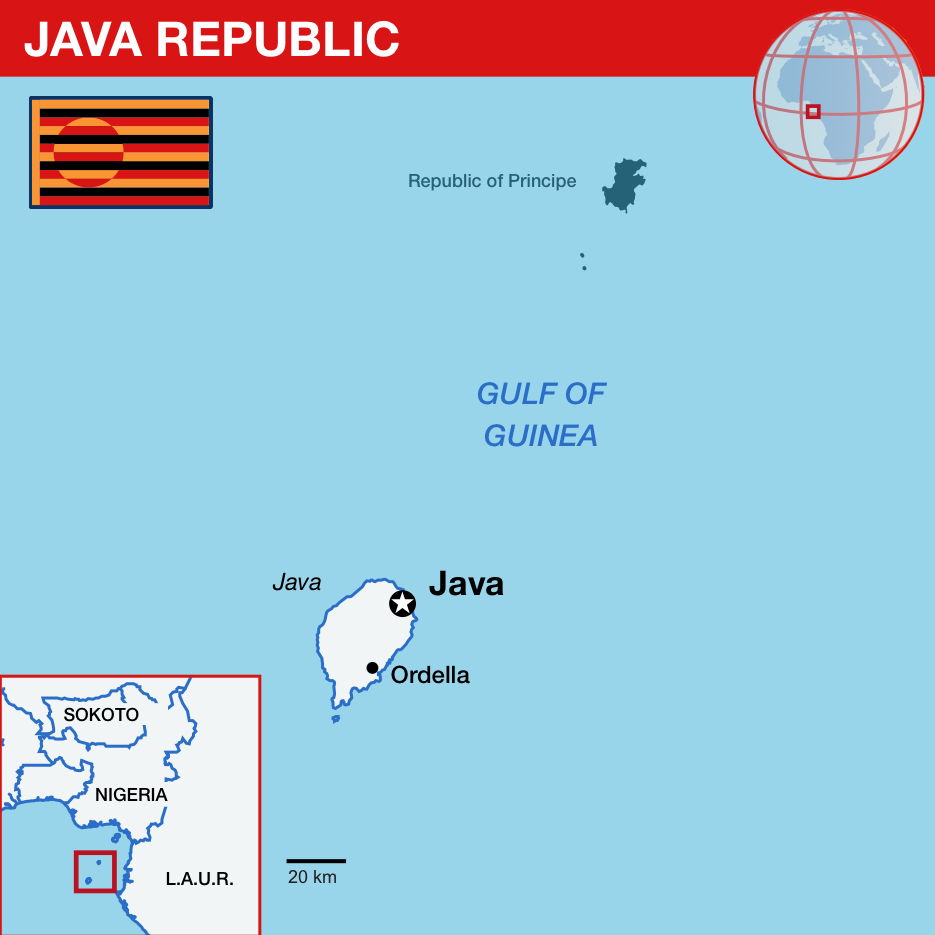 JAVA REPUBLIC
Republic of Principe
GULF OF
GUINEA
Java
Java
Ordella
SOKOTO
NIGERIA
L.A.U.R.
20 km